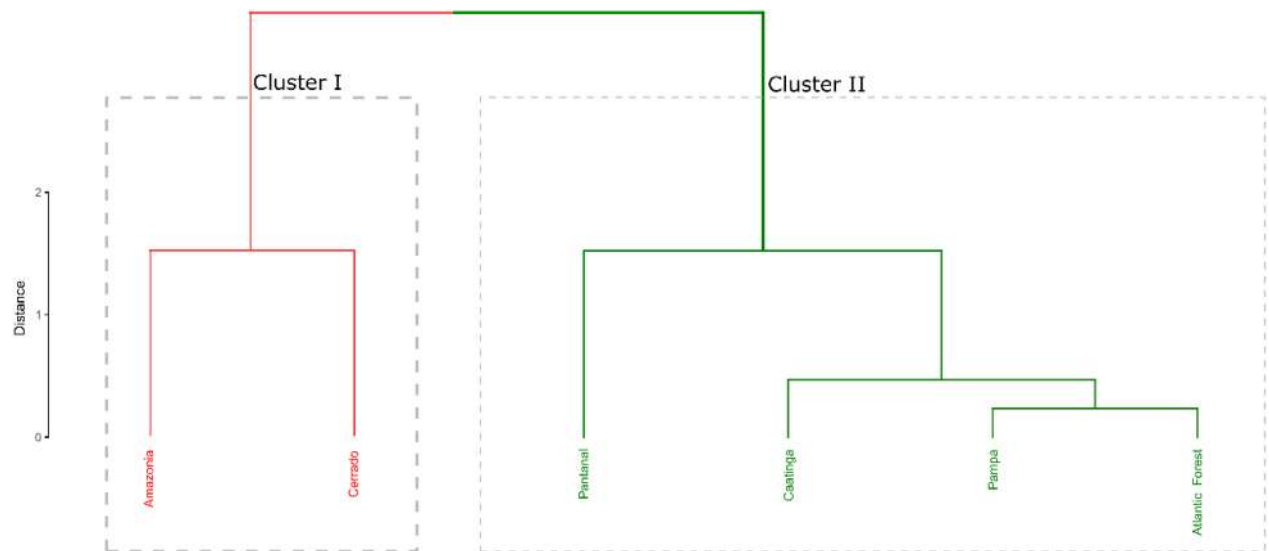 Cluster I
Cluster II
2
1
0
Distance
Amazonia
Cerrado
Pantanal
Caatinga
Pampa
Atlantic Forest